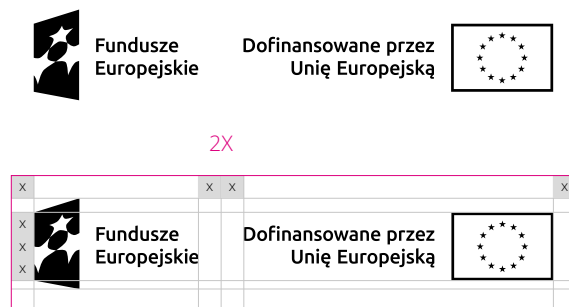 Fundusze
Europejskie
Dofinansowane przez
Unię Europejską
2X
x
x x
x
x
x
x
Fundusze
Europejskie
Dofinansowane przez
Unię Europejską